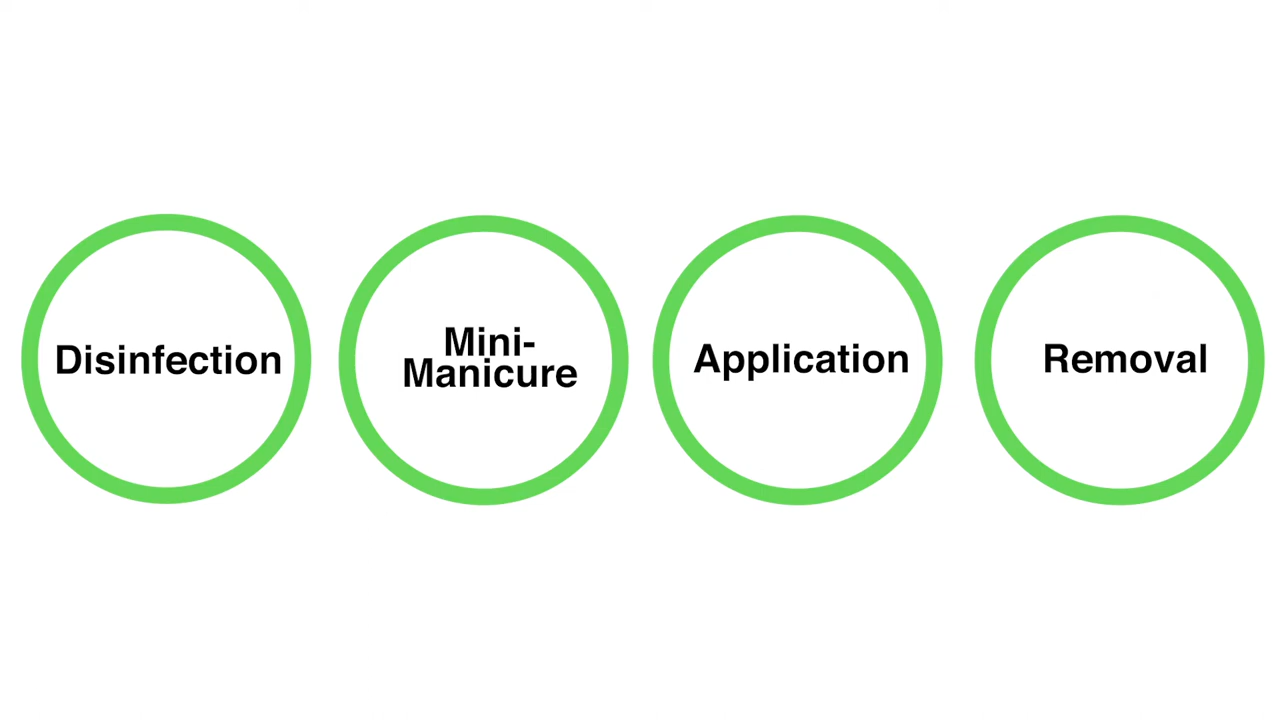 Disinfection
Mini-
Manicure
Application
Removal